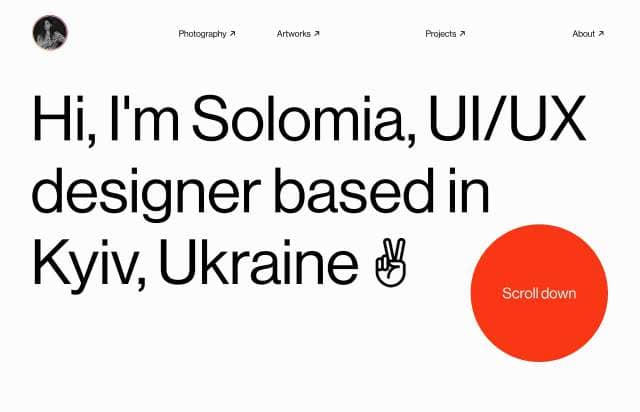 Photography ↗ Artworks ↗ Projects ↗ About ↗
Hi, I'm Solomia, UI/UX
designer based in
Kyiv, Ukraine ✌
Scroll down